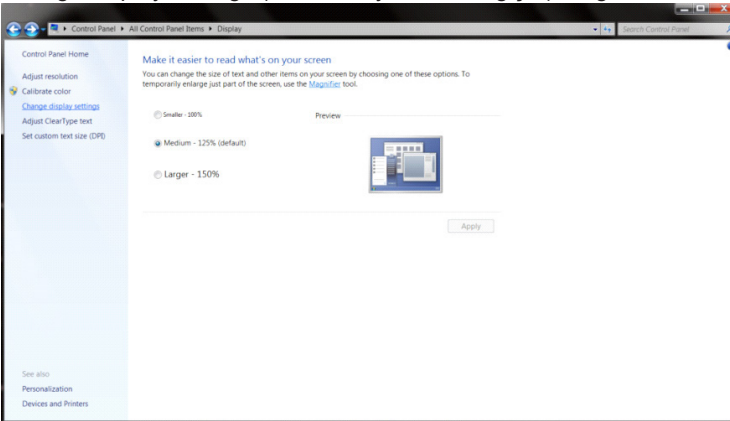 Control Panel ▸ All Control Panel Items ▸ Display
Search Control Panel
Control Panel Home
Adjust resolution
Calibrate color
Change display settings
Adjust ClearType text
Set custom text size (DPI)
See also
Personalization
Devices and Printers
Make it easier to read what's on your screen
You can change the size of text and other items on your screen by choosing one of these options. To
temporarily enlarge just part of the screen, use the Magnifier tool.
Smaller - 100%
Preview
Medium - 125% (default)
Larger - 150%
Apply